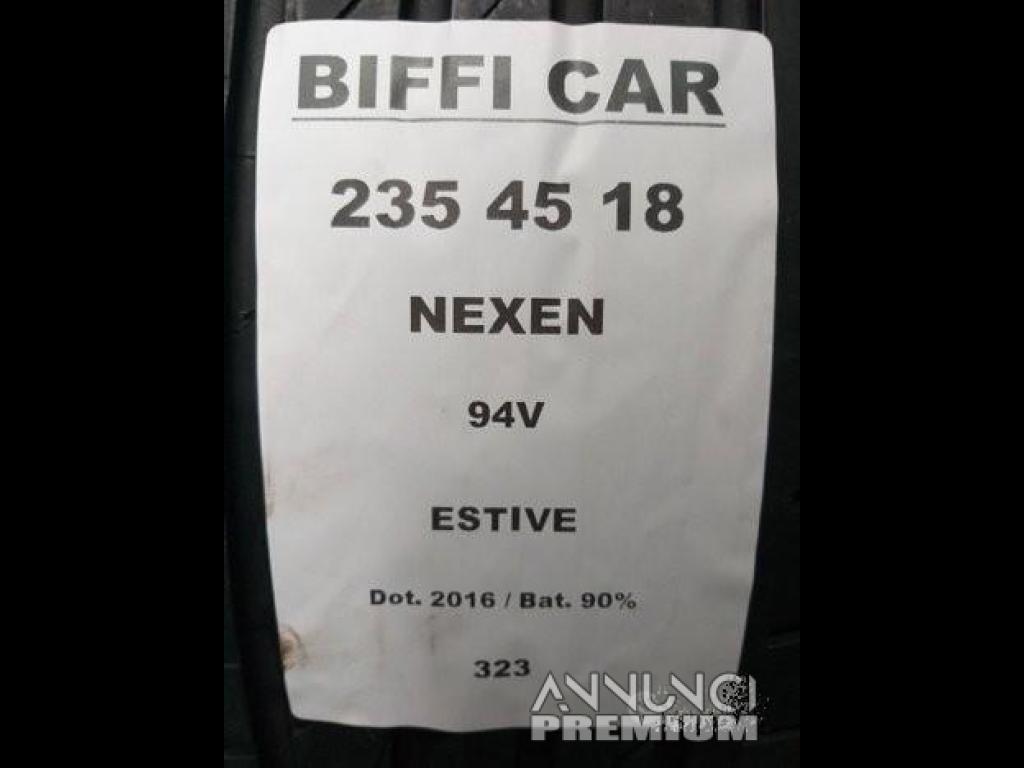 BIFFI CAR
235 45 18
NEXEN
94V
ESTIVE
Dot. 2016 / Bat. 90%
323
ANNUNCI
PREMIUM